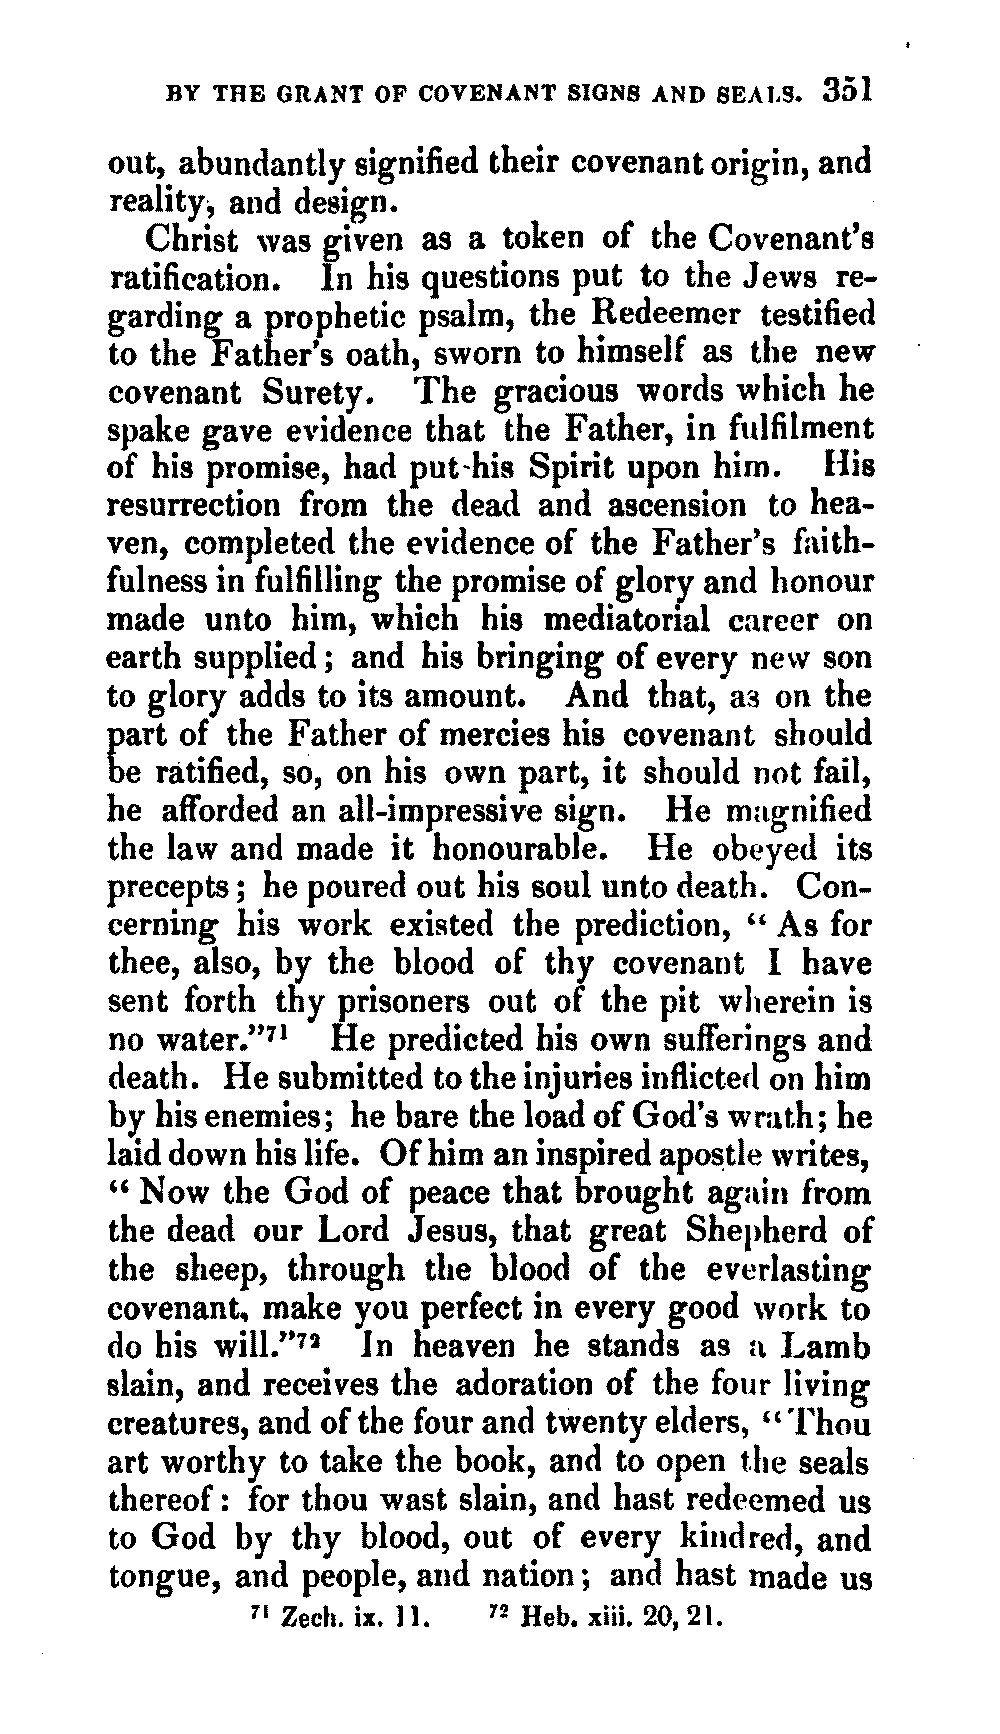 BY THE GRANT OF COVENANT SIGNS AND SEALS. 351
out, abundantly signified their covenant origin, and
reality, and design.
Christ was given as a token of the Covenant's
ratification. In his questions put to the Jews re-
garding a prophetic psalm, the Redeemer testified
to the Father's oath, sworn to himself as the new
covenant Surety. The gracious words which he
spake gave evidence that the Father, in fulfilment
of his promise, had put his Spirit upon him. His
resurrection from the dead and ascension to hea-
ven, completed the evidence of the Father's faith-
fulness in fulfilling the promise of glory and honour
made unto him, which his mediatorial career on
earth supplied; and his bringing of every new son
to glory adds to its amount. And that, as on the
part of the Father of mercies his covenant should
be ratified, so, on his own part, it should not fail,
he afforded an all-impressive sign. He magnified
the law and made it honourable. He obeyed its
precepts; he poured out his soul unto death. Con-
cerning his work existed the prediction, "As for
thee, also, by the blood of thy covenant I have
sent forth thy prisoners out of the pit wherein is
no water."71 He predicted his own sufferings and
death. He submitted to the injuries inflicted on him
by his enemies; he bare the load of God's wrath; he
laid down his life. Of him an inspired apostle writes,
"Now the God of peace that brought again from
the dead our Lord Jesus, that great Shepherd of
the sheep, through the blood of the everlasting
covenant, make you perfect in every good work to
do his will."72 In heaven he stands as a Lamb
slain, and receives the adoration of the four living
creatures, and of the four and twenty elders, "Thou
art worthy to take the book, and to open the seals
thereof: for thou wast slain, and hast redeemed us
to God by thy blood, out of every kindred, and
tongue, and people, and nation; and hast made us
71 Zech. ix. 11. 72 Heb. xiii. 20, 21.